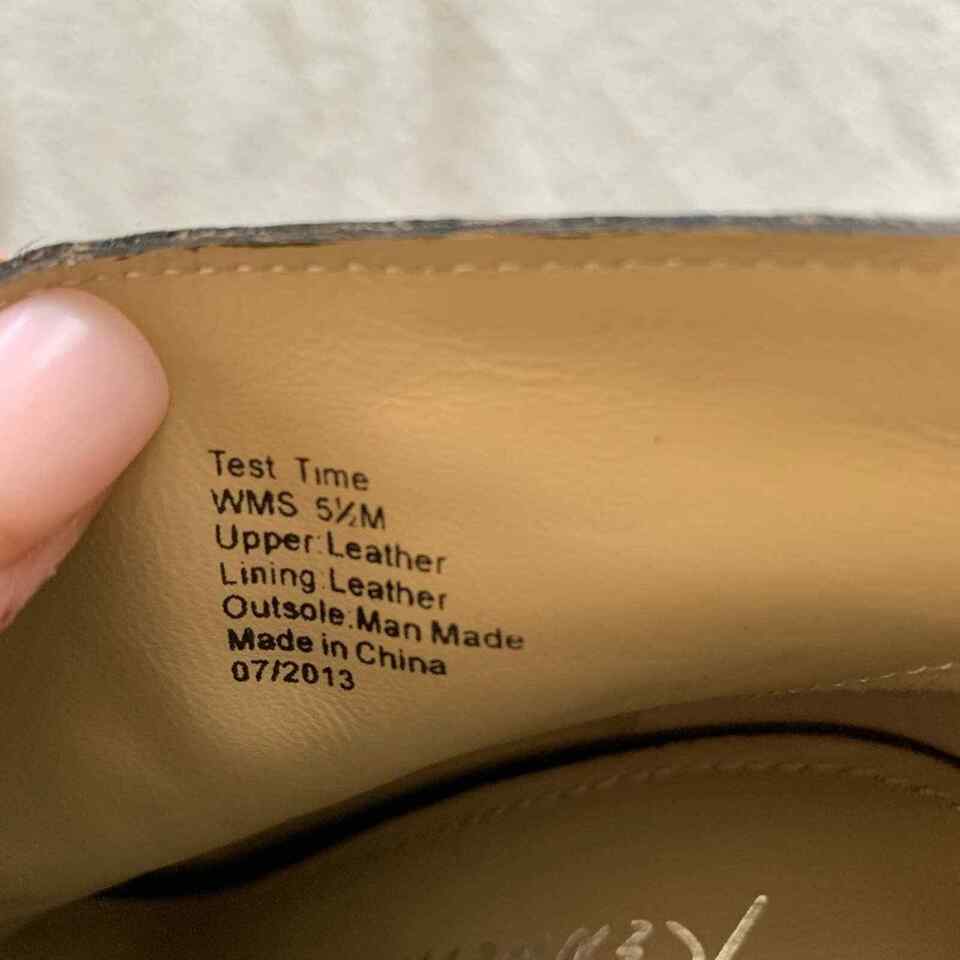 Test Time
WMS 5½M
Upper:Leather
Lining:Leather
Outsole:Man Made
Made in China
07/2013